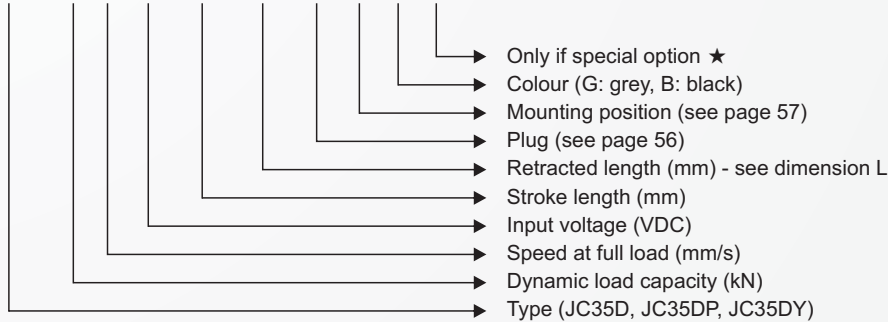 Only if special option ★
Colour (G: grey, B: black)
Mounting position (see page 57)
Plug (see page 56)
Retracted length (mm) - see dimension L
Stroke length (mm)
Input voltage (VDC)
Speed at full load (mm/s)
Dynamic load capacity (kN)
Type (JC35D, JC35DP, JC35DY)